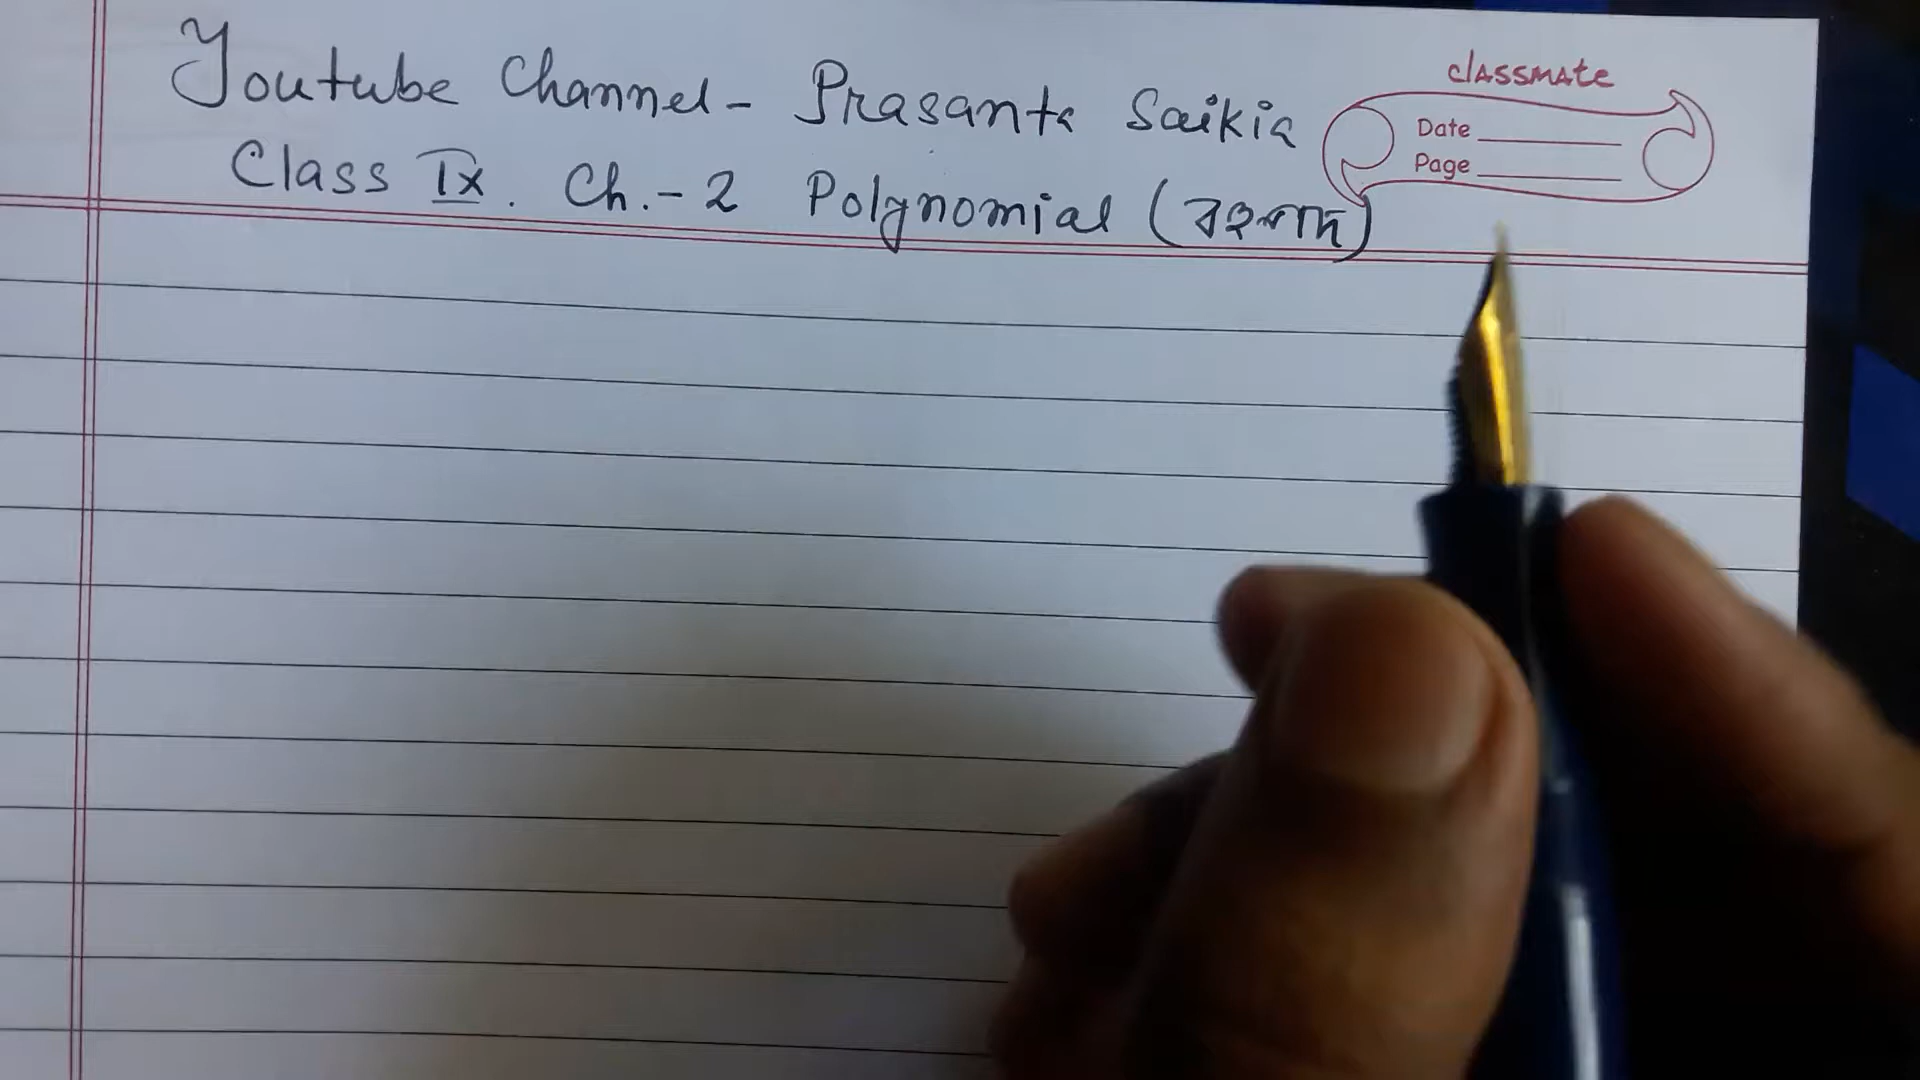 Youtube Channel - Prasanta Saikia
classmate
Date
Page
Class IX. Ch.-2 Polynomial (বহুপদ)